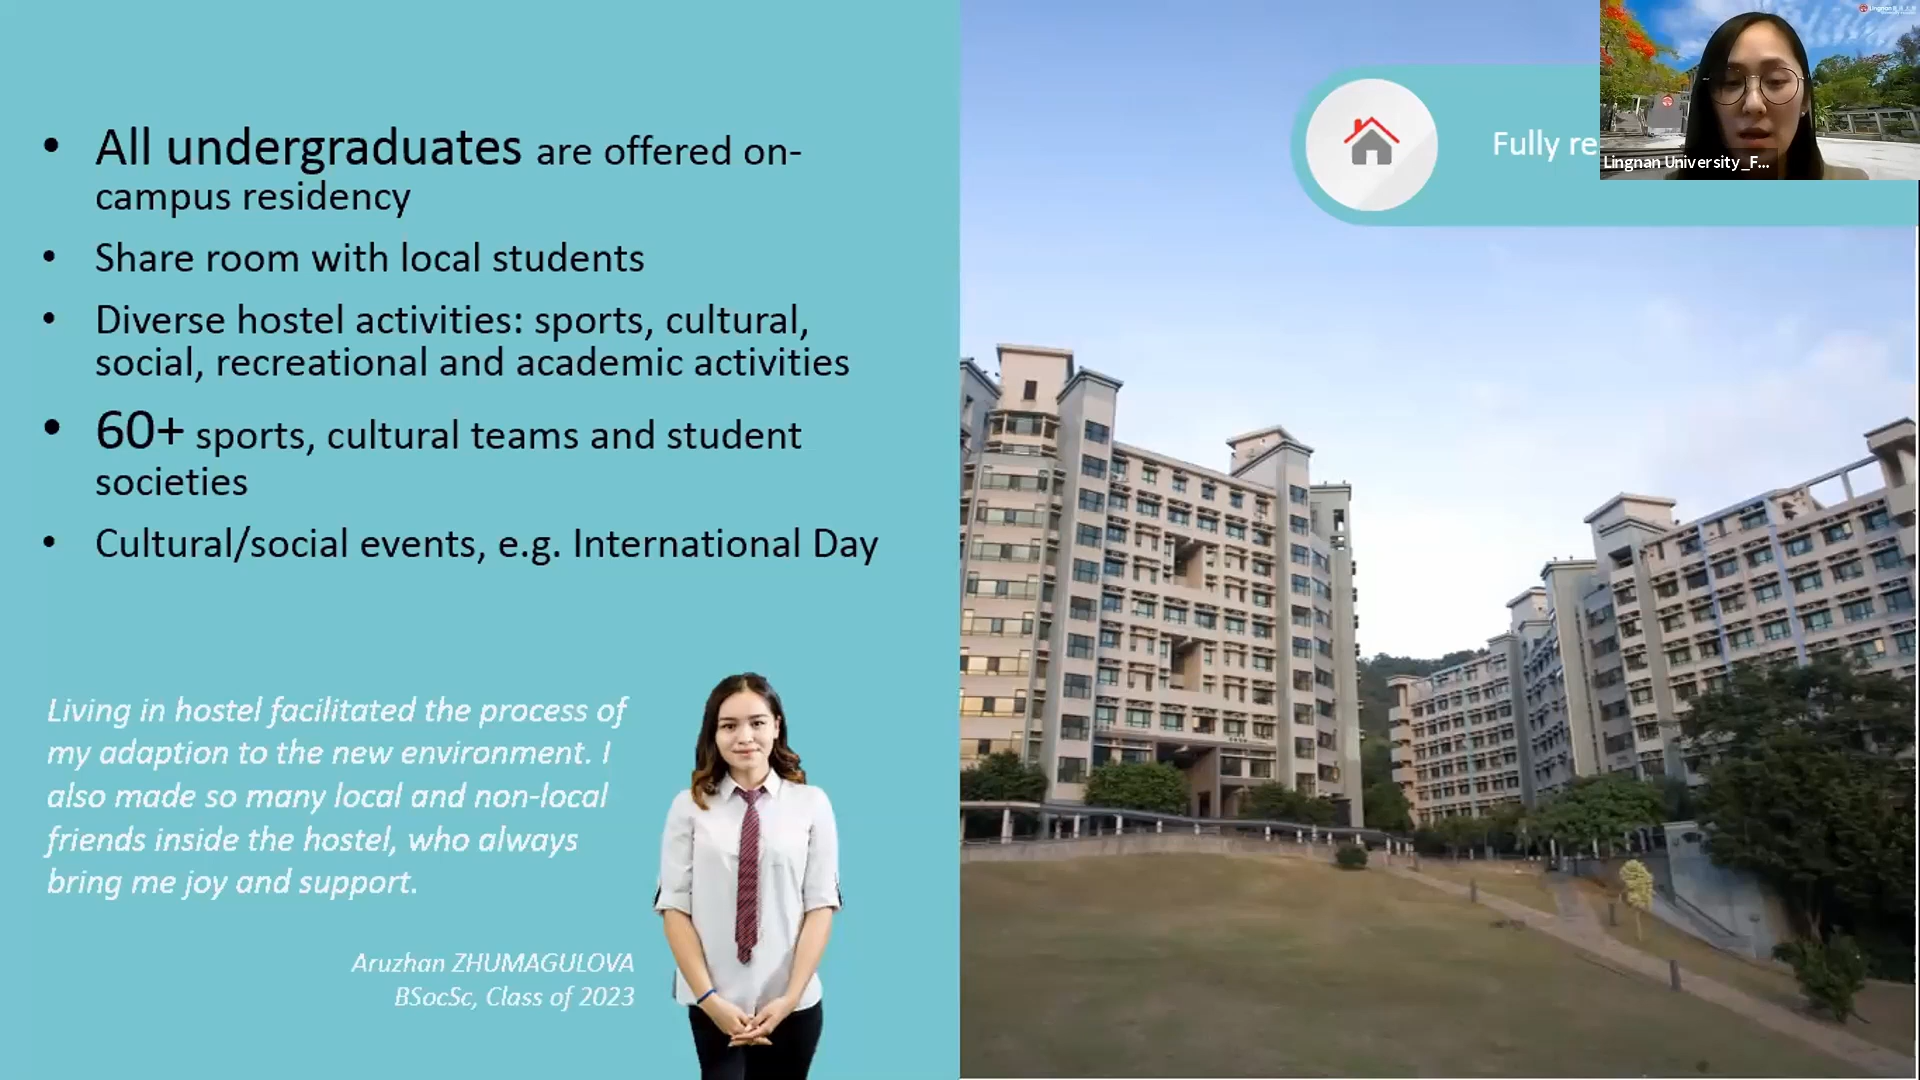 • All undergraduates are offered on-
campus residency
• Share room with local students
• Diverse hostel activities: sports, cultural,
social, recreational and academic activities
• 60+ sports, cultural teams and student
societies
• Cultural/social events, e.g. International Day
Living in hostel facilitated the process of
my adaption to the new environment. I
also made so many local and non-local
friends inside the hostel, who always
bring me joy and support.
Aruzhan ZHUMAGULOVA
BSocSc, Class of 2023
Fully re
Lingnan University_F...